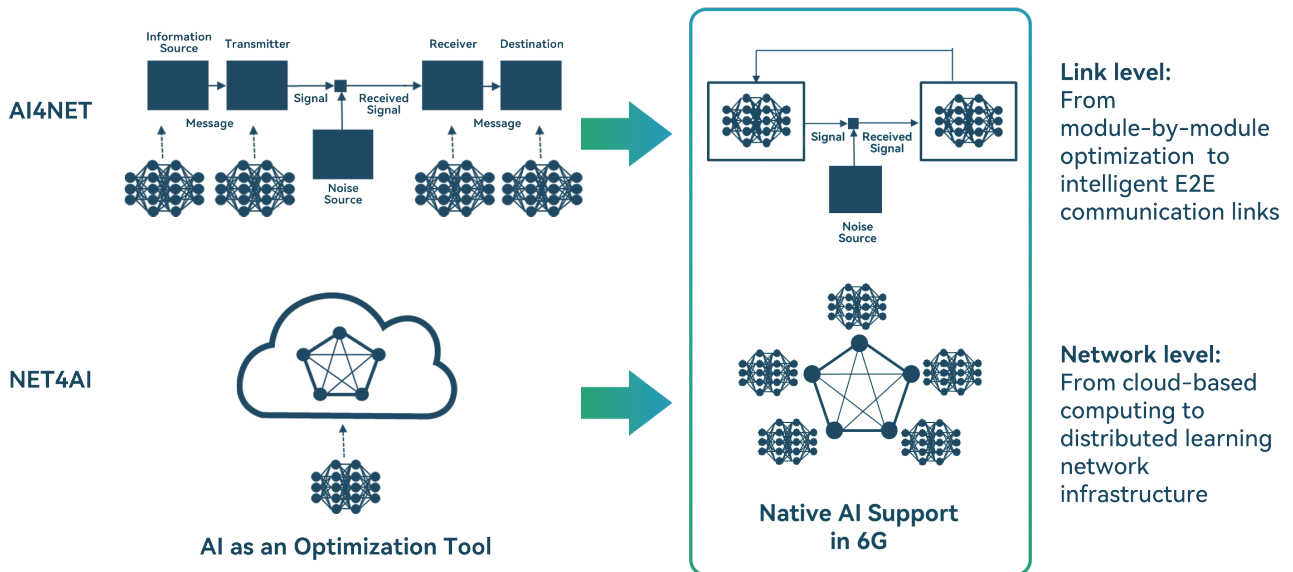 AI4NET
Information
Source
Transmitter
Receiver
Destination
Signal
Received
Signal
Message
Message
Noise
Source
Signal
Received
Signal
Noise
Source
Link level:
From
module-by-module
optimization to
intelligent E2E
communication links
NET4AI
AI as an Optimization Tool
Native AI Support
in 6G
Network level:
From cloud-based
computing to
distributed learning
network
infrastructure